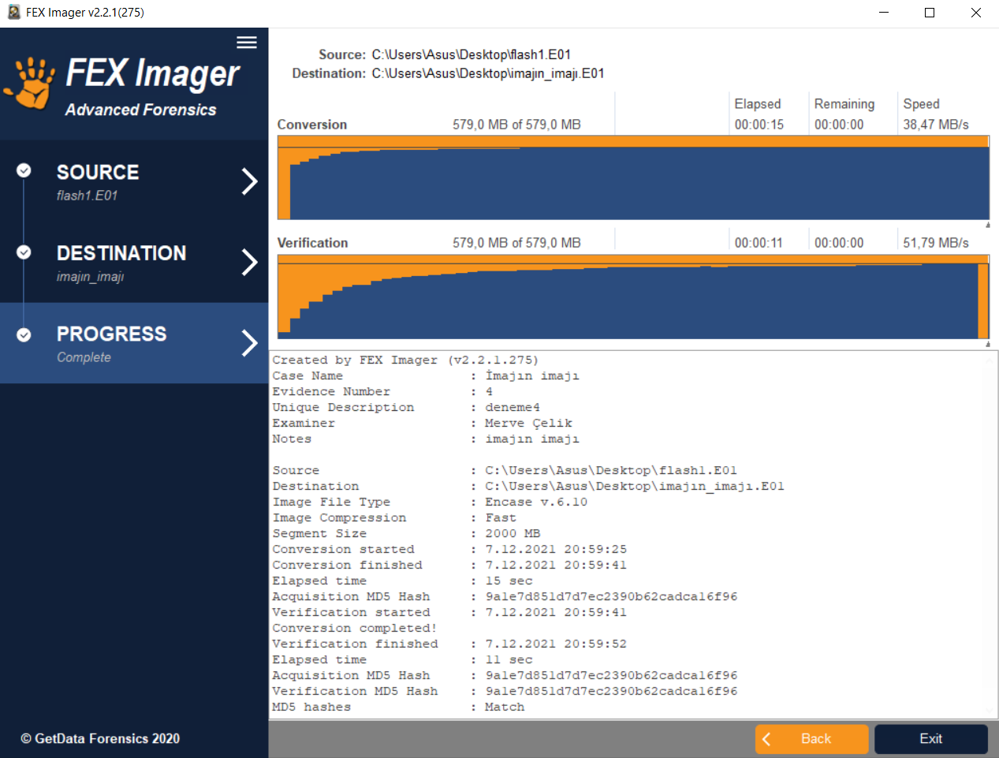 FEX Imager v2.2.1(275)
FEX Imager
Advanced Forensics
SOURCE
flash1.E01
DESTINATION
imajın_imajı
PROGRESS
Complete
© GetData Forensics 2020
Source: C:\Users\Asus\Desktop\flash1.E01
Destination: C:\Users\Asus\Desktop\imajın_imajı.E01
Elapsed Remaining Speed
Conversion 579,0 MB of 579,0 MB 00:00:15 00:00:00 38,47 MB/s
Verification 579,0 MB of 579,0 MB 00:00:11 00:00:00 51,79 MB/s
Created by FEX Imager (v2.2.1.275)
Case Name : İmajın imajı
Evidence Number : 4
Unique Description : deneme4
Examiner : Merve Çelik
Notes : imajın imajı
Source : C:\Users\Asus\Desktop\flash1.E01
Destination : C:\Users\Asus\Desktop\imajın_imajı.E01
Image File Type : Encase v.6.10
Image Compression : Fast
Segment Size : 2000 MB
Conversion started : 7.12.2021 20:59:25
Conversion finished : 7.12.2021 20:59:41
Elapsed time : 15 sec
Acquisition MD5 Hash : 9a1e7d851d7d7ec2390b62cadca16f96
Verification started : 7.12.2021 20:59:41
Conversion completed!
Verification finished : 7.12.2021 20:59:52
Elapsed time : 11 sec
Acquisition MD5 Hash : 9a1e7d851d7d7ec2390b62cadca16f96
Verification MD5 Hash : 9a1e7d851d7d7ec2390b62cadca16f96
MD5 hashes : Match
Back
Exit